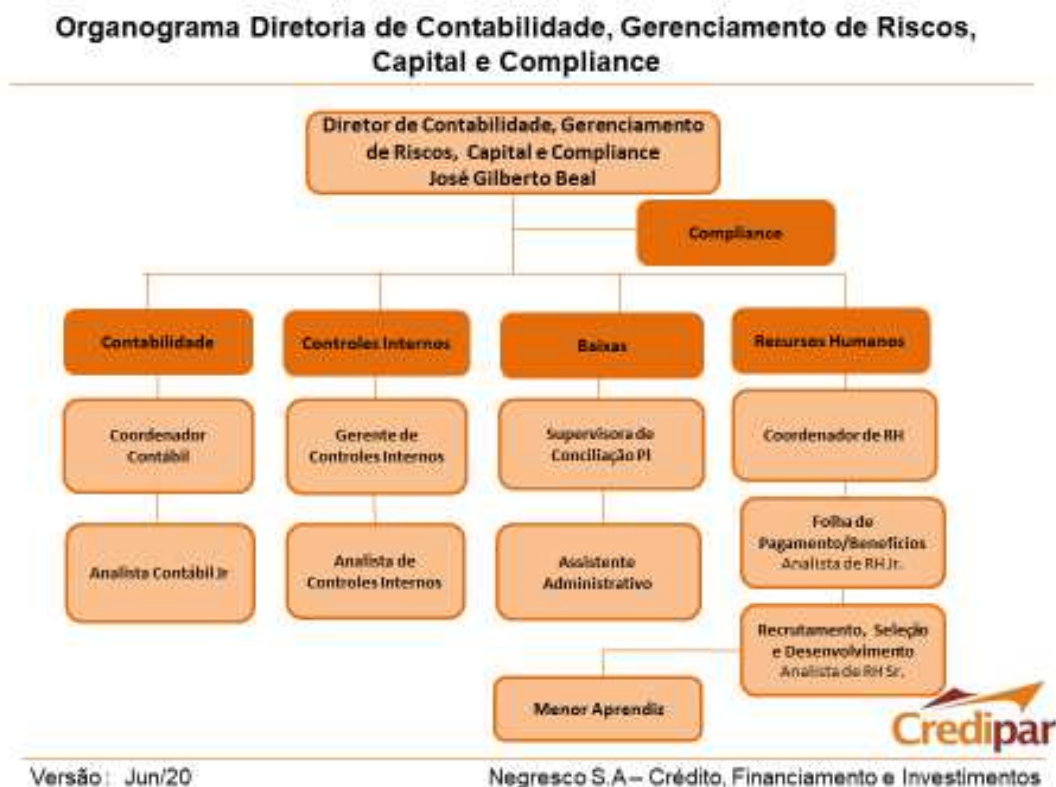 Organograma Diretoria de Contabilidade, Gerenciamento de Riscos,
Capital e Compliance
Diretor de Contabilidade, Gerenciamento
de Riscos, Capital e Compliance
José Gilberto Beal
Compliance
Contabilidade
Controles Internos
Baixas
Recursos Humanos
Coordenador
Contábil
Gerente de
Controles Internos
Supervisora de
Conciliação Pl
Coordenador de RH
Analista Contábil Jr
Analista de
Controles Internos
Assistente
Administrativo
Folha de
Pagamento/Benefícios
Analista de RH Jr.
Recrutamento, Seleção
e Desenvolvimento
Analista de RH Sr.
Menor Aprendiz
Credipar
Versão: Jun/20
Negresco S.A – Crédito, Financiamento e Investimentos